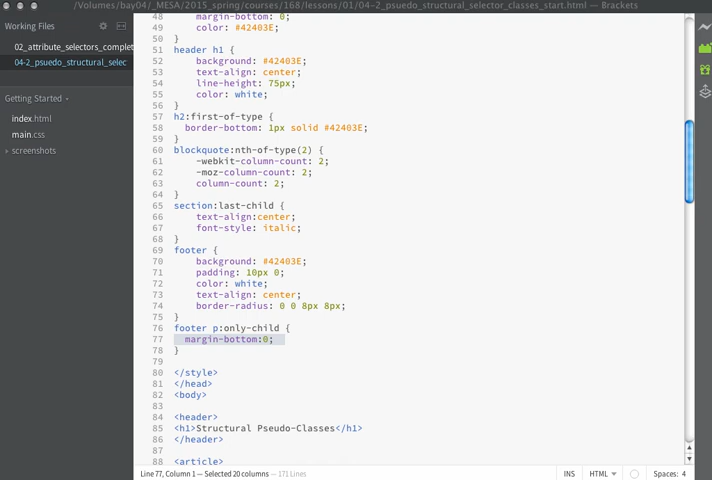 /Volumes/bay04/_MESA/2015_spring/courses/168/lessons/01/04-2_psuedo_structural_selector_classes_start.html — Brackets
Working Files
02_attribute_selectors_complet
04-2_psuedo_structural_selec
Getting Started
index.html
main.css
screenshots
48 margin-bottom: 0;
49 color: #42403E;
50 }
51 header h1 {
52 background: #42403E;
53 text-align: center;
54 line-height: 75px;
55 color: white;
56 }
57 h2:first-of-type {
58 border-bottom: 1px solid #42403E;
59 }
60 blockquote:nth-of-type(2) {
61 -webkit-column-count: 2;
62 -moz-column-count: 2;
63 column-count: 2;
64 }
65 section:last-child {
66 text-align:center;
67 font-style: italic;
68 }
69 footer {
70 background: #42403E;
71 padding: 10px 0;
72 color: white;
73 text-align: center;
74 border-radius: 0 0 8px 8px;
75 }
76 footer p:only-child {
77 margin-bottom:0;
78 }
79
80 </style>
81 </head>
82 <body>
83
84 <header>
85 <h1>Structural Pseudo-Classes</h1>
86 </header>
87
88 <article>
Line 77, Column 1 — Selected 20 columns — 171 Lines
INS
HTML
Spaces: 4